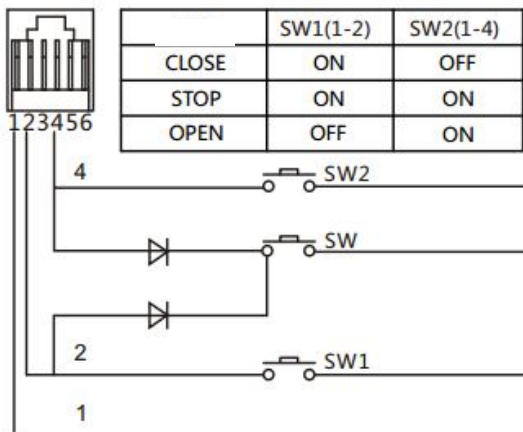 SW1(1-2) SW2(1-4)
CLOSE ON OFF
STOP ON ON
OPEN OFF ON
123456
4
SW2
SW
2
SW1
1